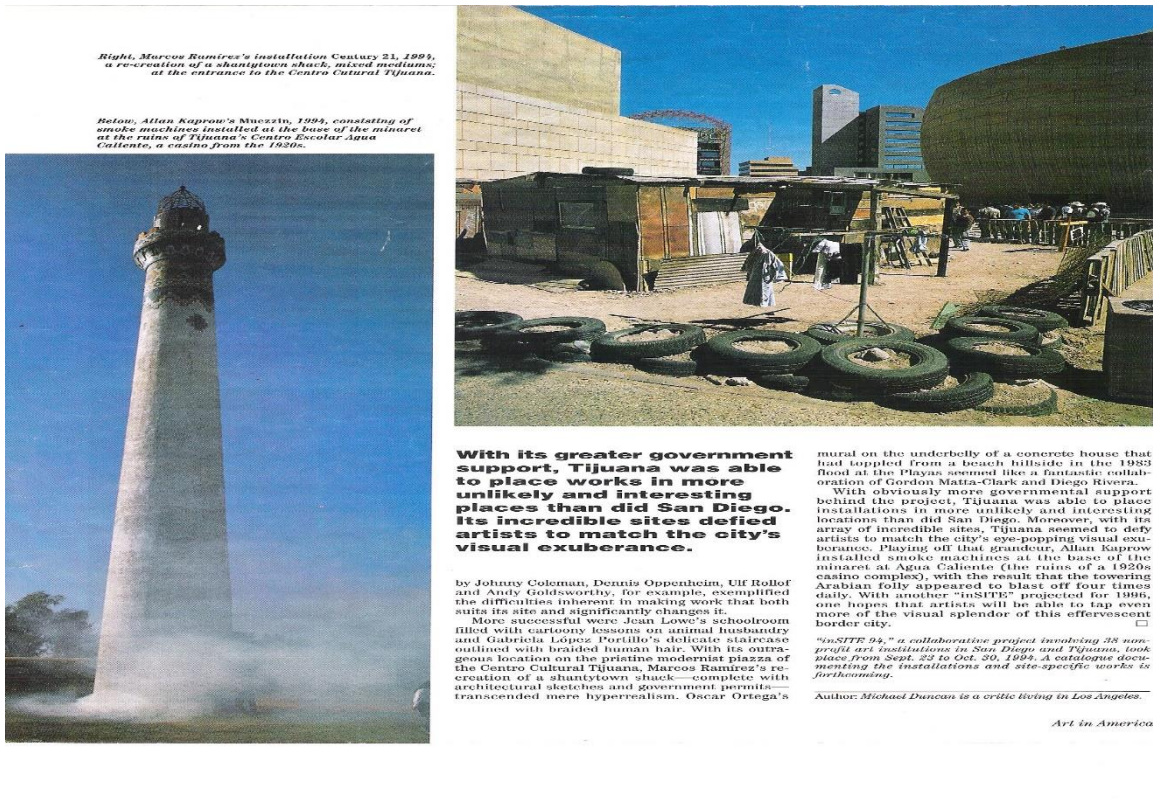 Right, Marcos Ramírez's installation Century 21, 1994,
a re-creation of a shantytown shack, mixed mediums;
at the entrance to the Centro Cutural Tijuana.
Below, Allan Kaprow's Muezzin, 1994, consisting of
smoke machines installed at the base of the minaret
at the ruins of Tijuana's Centro Escolar Agua
Caliente, a casino from the 1920s.
With its greater government
support, Tijuana was able
to place works in more
unlikely and interesting
places than did San Diego.
Its incredible sites defied
artists to match the city's
visual exuberance.
by Johnny Coleman, Dennis Oppenheim, Ulf Rollof
and Andy Goldsworthy, for example, exemplified
the difficulties inherent in making work that both
suits its site and significantly changes it.
More successful were Jean Lowe's schoolroom
filled with cartoony lessons on animal husbandry
and Gabriela López Portillo's delicate staircase
outlined with braided human hair. With its outra-
geous location on the pristine modernist piazza of
the Centro Cultural Tijuana, Marcos Ramírez's re-
creation of a shantytown shack—complete with
architectural sketches and government permits—
transcended mere hyperrealism. Oscar Ortega's
mural on the underbelly of a concrete house that
had toppled from a beach hillside in the 1983
flood at the Playas seemed like a fantastic collab-
oration of Gordon Matta-Clark and Diego Rivera.
With obviously more governmental support
behind the project, Tijuana was able to place
installations in more unlikely and interesting
locations than did San Diego. Moreover, with its
array of incredible sites, Tijuana seemed to defy
artists to match the city's eye-popping visual exu-
berance. Playing off that grandeur, Allan Kaprow
installed smoke machines at the base of the
minaret at Agua Caliente (the ruins of a 1920s
casino complex), with the result that the towering
Arabian folly appeared to blast off four times
daily. With another "inSITE" projected for 1996,
one hopes that artists will be able to tap even
more of the visual splendor of this effervescent
border city.
"inSITE 94," a collaborative project involving 38 non-
profit art institutions in San Diego and Tijuana, took
place from Sept. 23 to Oct. 30, 1994. A catalogue docu-
menting the installations and site-specific works is
forthcoming.
Author: Michael Duncan is a critic living in Los Angeles.
Art in America